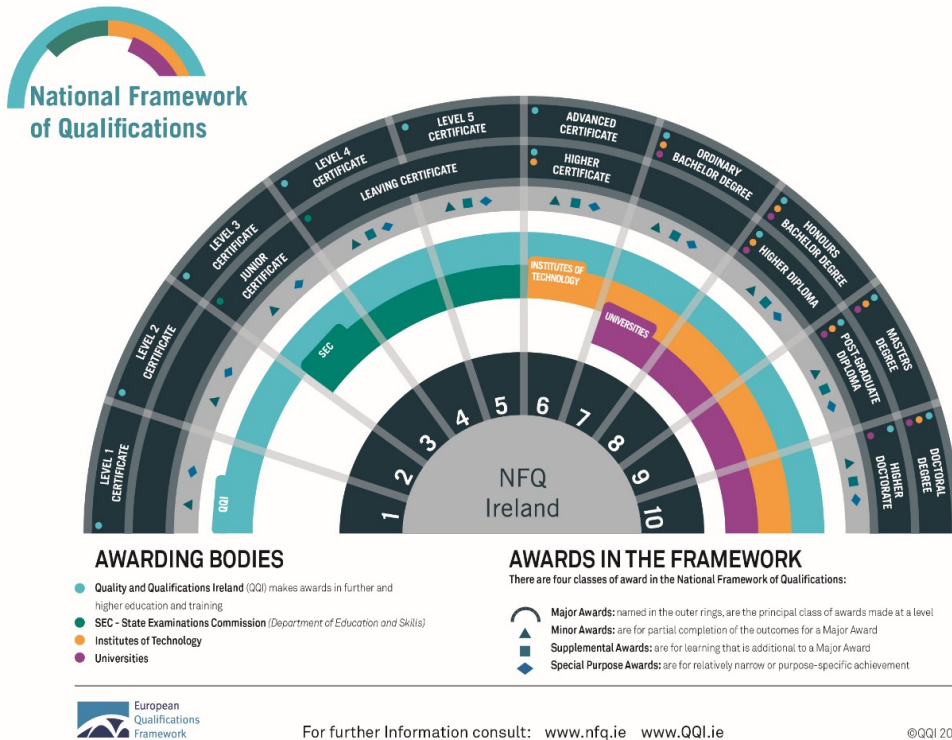 National Framework
of Qualifications
LEVEL 1
CERTIFICATE
LEVEL 2
CERTIFICATE
LEVEL 3
CERTIFICATE
LEVEL 4
CERTIFICATE
LEVEL 5
CERTIFICATE
ADVANCED
CERTIFICATE
ORDINARY
BACHELOR DEGREE
HONOURS
BACHELOR DEGREE
MASTERS
DEGREE
DOCTORAL
DEGREE
JUNIOR
CERTIFICATE
LEAVING CERTIFICATE
HIGHER
CERTIFICATE
HIGHER DIPLOMA
POST-GRADUATE
DIPLOMA
HIGHER
DOCTORATE
QQI
SEC
INSTITUTES OF
TECHNOLOGY
UNIVERSITIES
1
2
3
4
5
6
7
8
9
10
NFQ
Ireland
AWARDING BODIES
Quality and Qualifications Ireland (QQI) makes awards in further and
higher education and training
SEC - State Examinations Commission (Department of Education and Skills)
Institutes of Technology
Universities
AWARDS IN THE FRAMEWORK
There are four classes of award in the National Framework of Qualifications:
Major Awards: named in the outer rings, are the principal class of awards made at a level
Minor Awards: are for partial completion of the outcomes for a Major Award
Supplemental Awards: are for learning that is additional to a Major Award
Special Purpose Awards: are for relatively narrow or purpose-specific achievement
European
Qualifications
Framework
For further Information consult: www.nfq.ie www.QQI.ie
©QQI 20